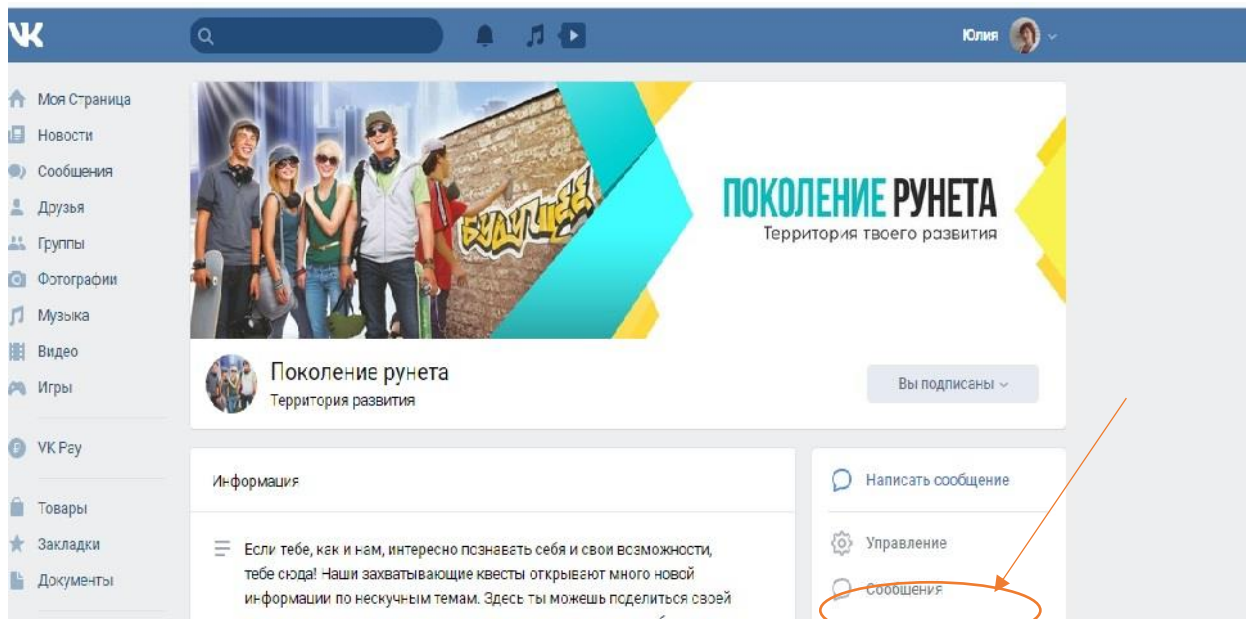 Юлия
Моя Страница
Новости
Сообщения
Друзья
Группы
Фотографии
Музыка
Видео
Игры
VK Pay
Товары
Закладки
Документы
БУДУЩЕЕ
ПОКОЛЕНИЕ РУНЕТА
Территория твоего развития
Поколение рунета
Территория развития
Вы подписаны
Информация
Если тебе, как и нам, интересно познавать себя и свои возможности,
тебе сюда! Наши захватывающие квесты открывают много новой
информации по нескучным темам. Здесь ты можешь поделиться своей
Написать сообщение
Управление
Сообщения